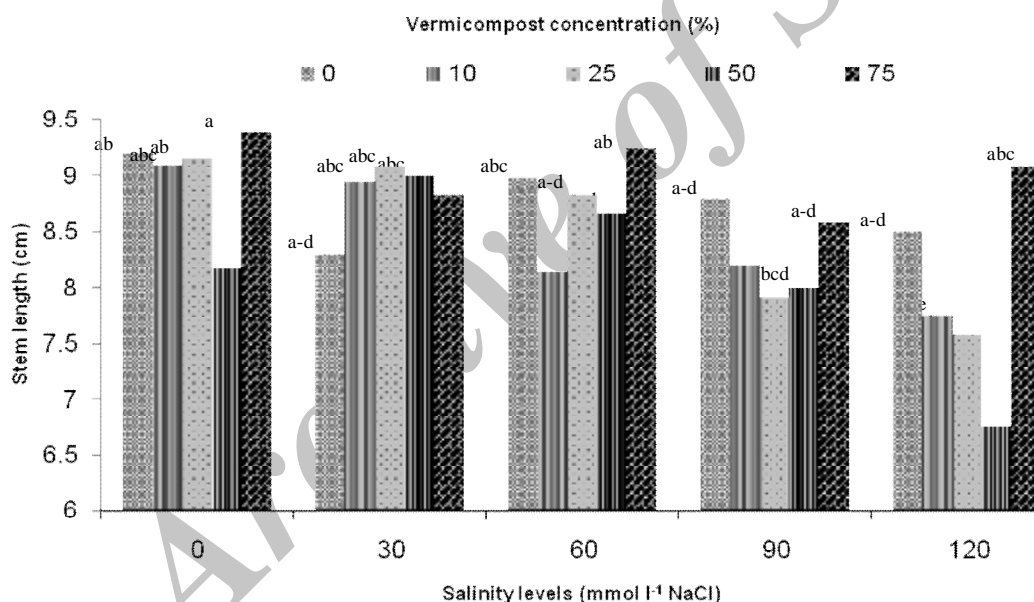 Vermicompost concentration (%)
0 10 25 50 75
Stem length (cm)
9.5
9
8.5
8
7.5
7
6.5
6
ab abc ab a
a-d abc abc abc
abc a-d ab
a-d bcd a-d
a-d e abc
0 30 60 90 120
Salinity levels (mmol l⁻¹ NaCl)
Archive of S